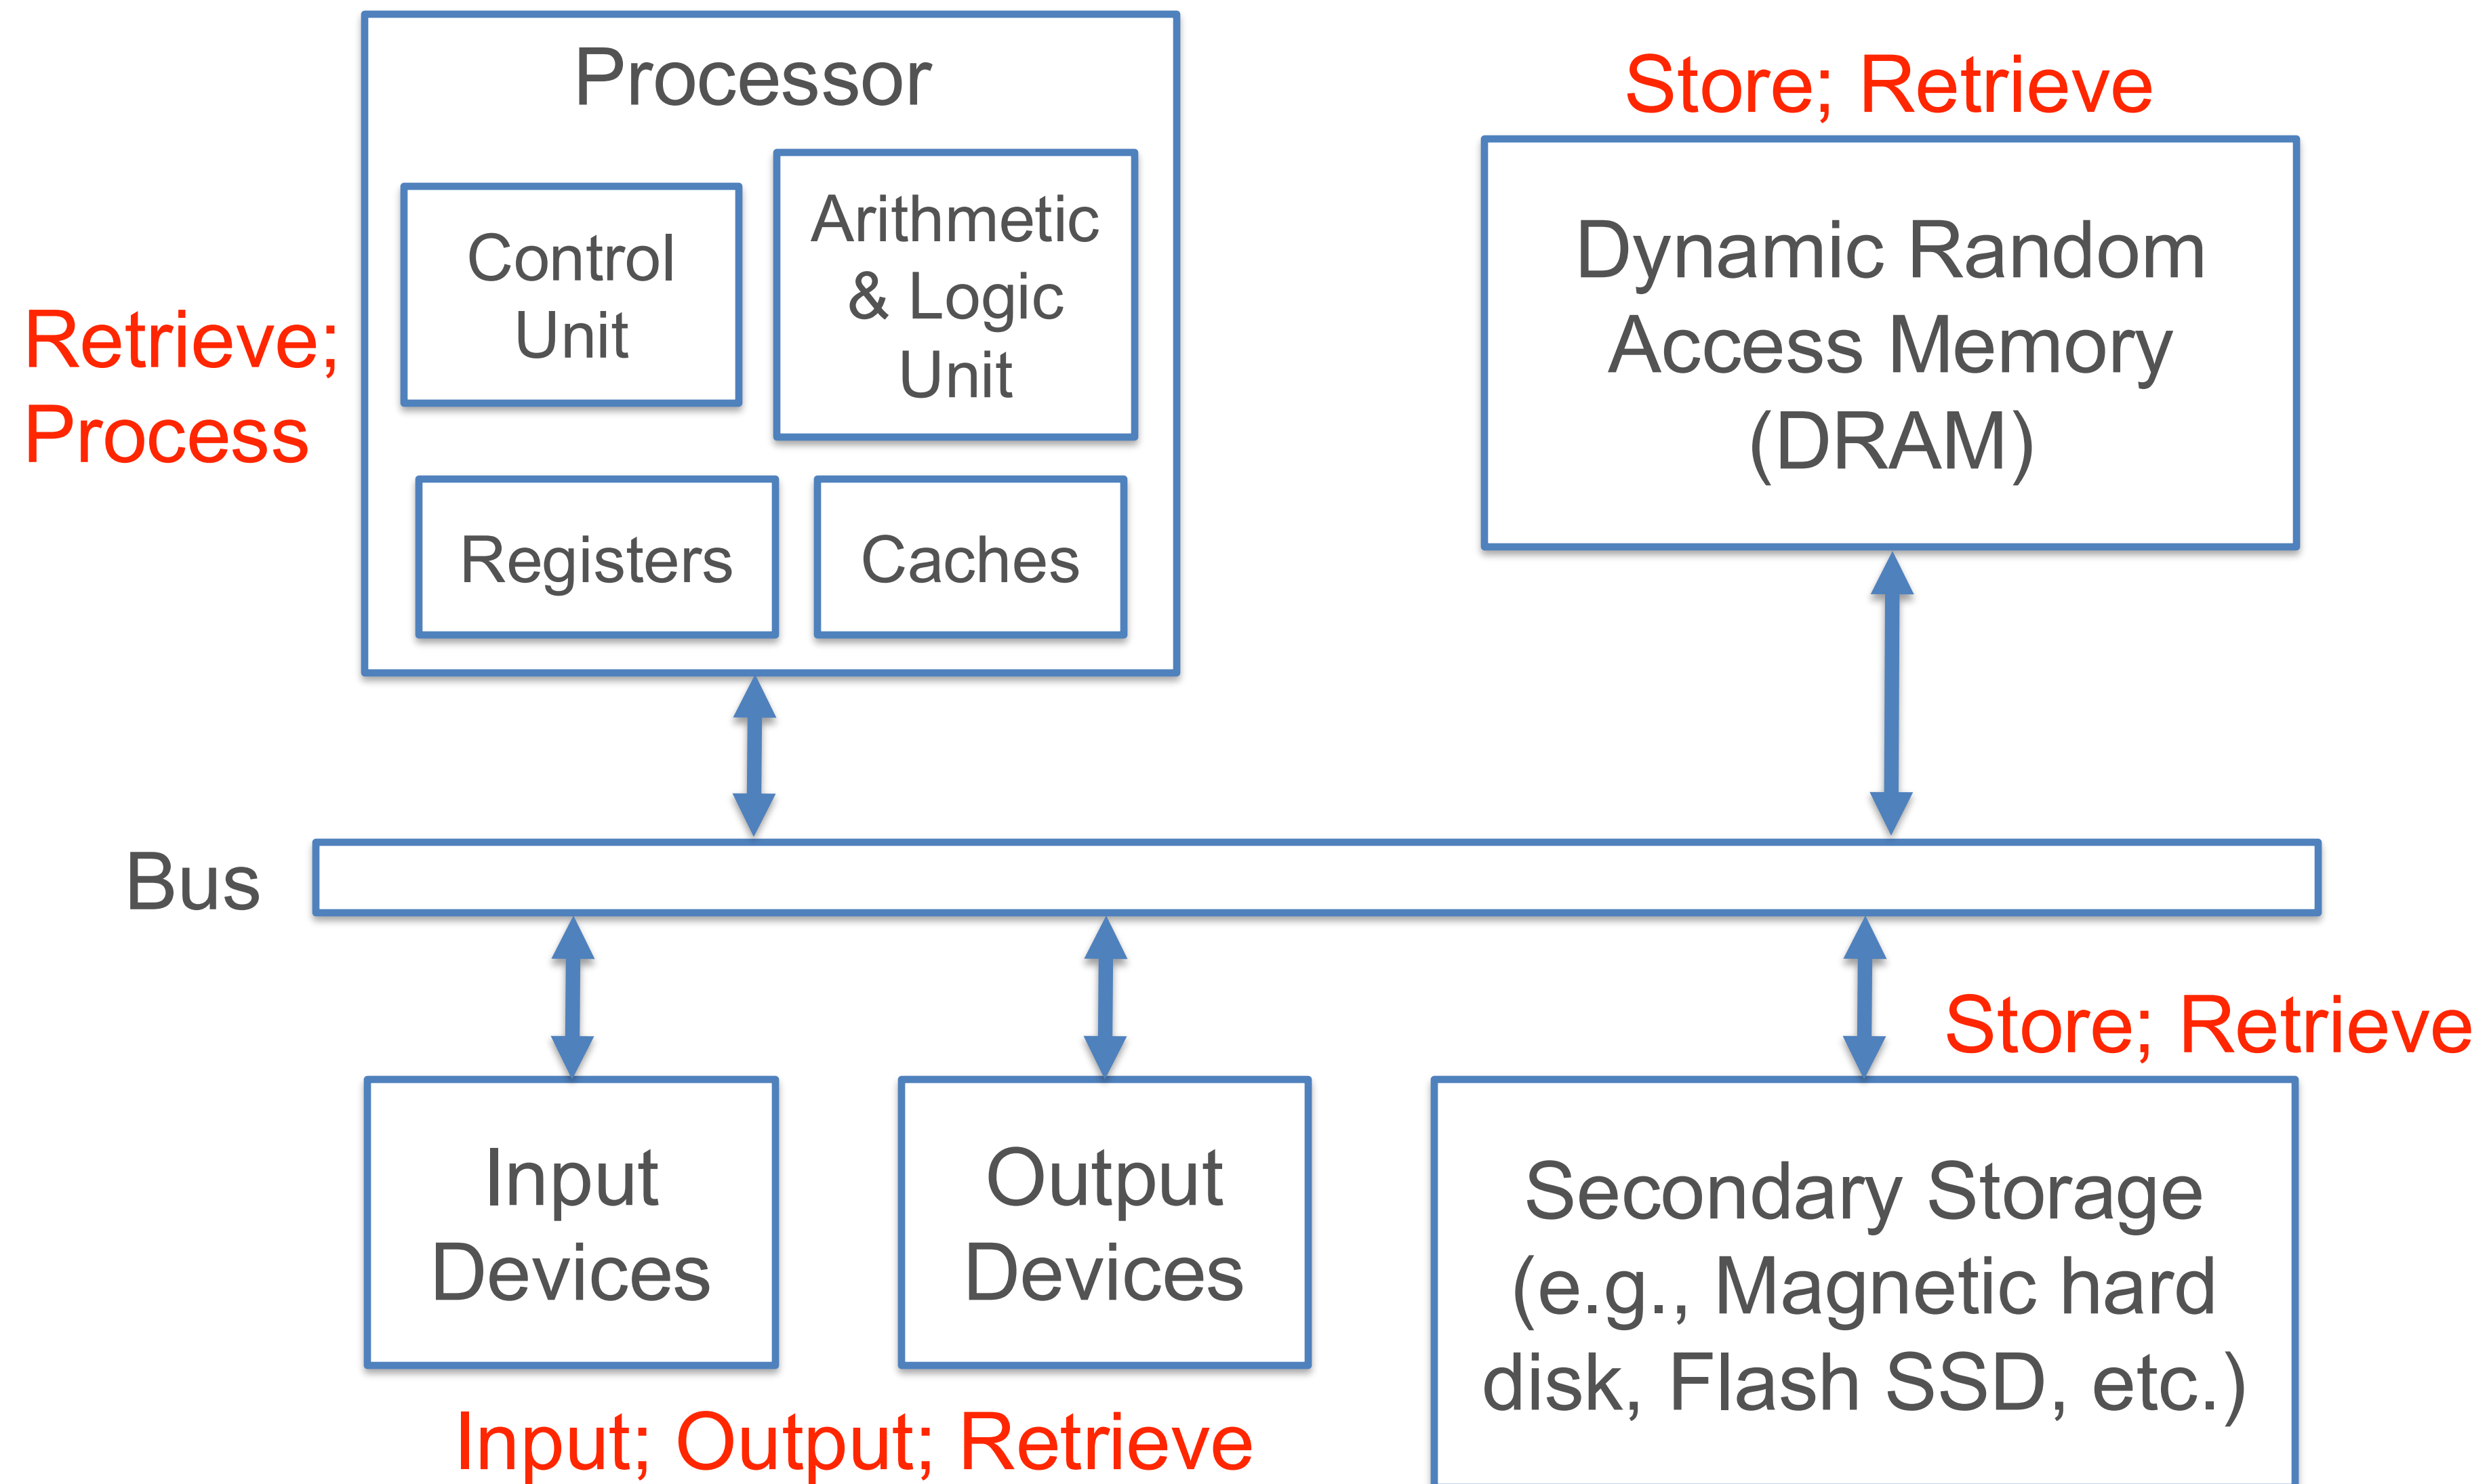 Processor
Control
Unit
Arithmetic
& Logic
Unit
Registers
Caches
Retrieve;
Process
Store; Retrieve
Dynamic Random
Access Memory
(DRAM)
Bus
Input
Devices
Output
Devices
Input; Output; Retrieve
Store; Retrieve
Secondary Storage
(e.g., Magnetic hard
disk, Flash SSD, etc.)